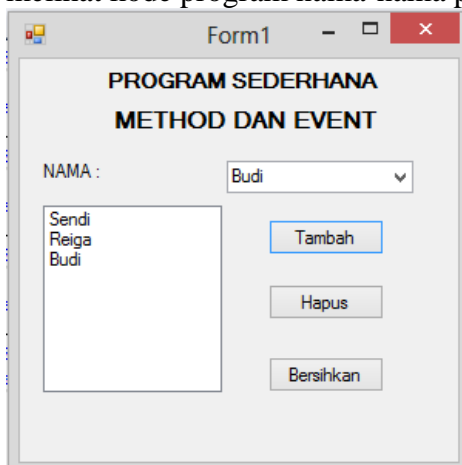 Form1
PROGRAM SEDERHANA
METHOD DAN EVENT
NAMA :
Budi
Sendi
Reiga
Budi
Tambah
Hapus
Bersihkan